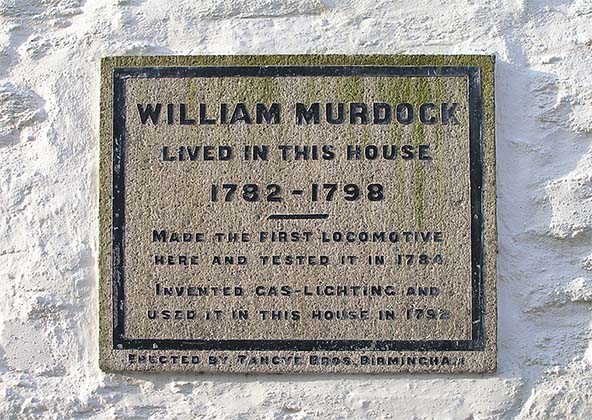 WILLIAM MURDOCK
LIVED IN THIS HOUSE
1782 - 1798
MADE THE FIRST LOCOMOTIVE
HERE AND TESTED IT IN 1784
INVENTED GAS-LIGHTING AND
USED IT IN THIS HOUSE IN 1792
ERECTED BY TANGYE BROS. BIRMINGHAM